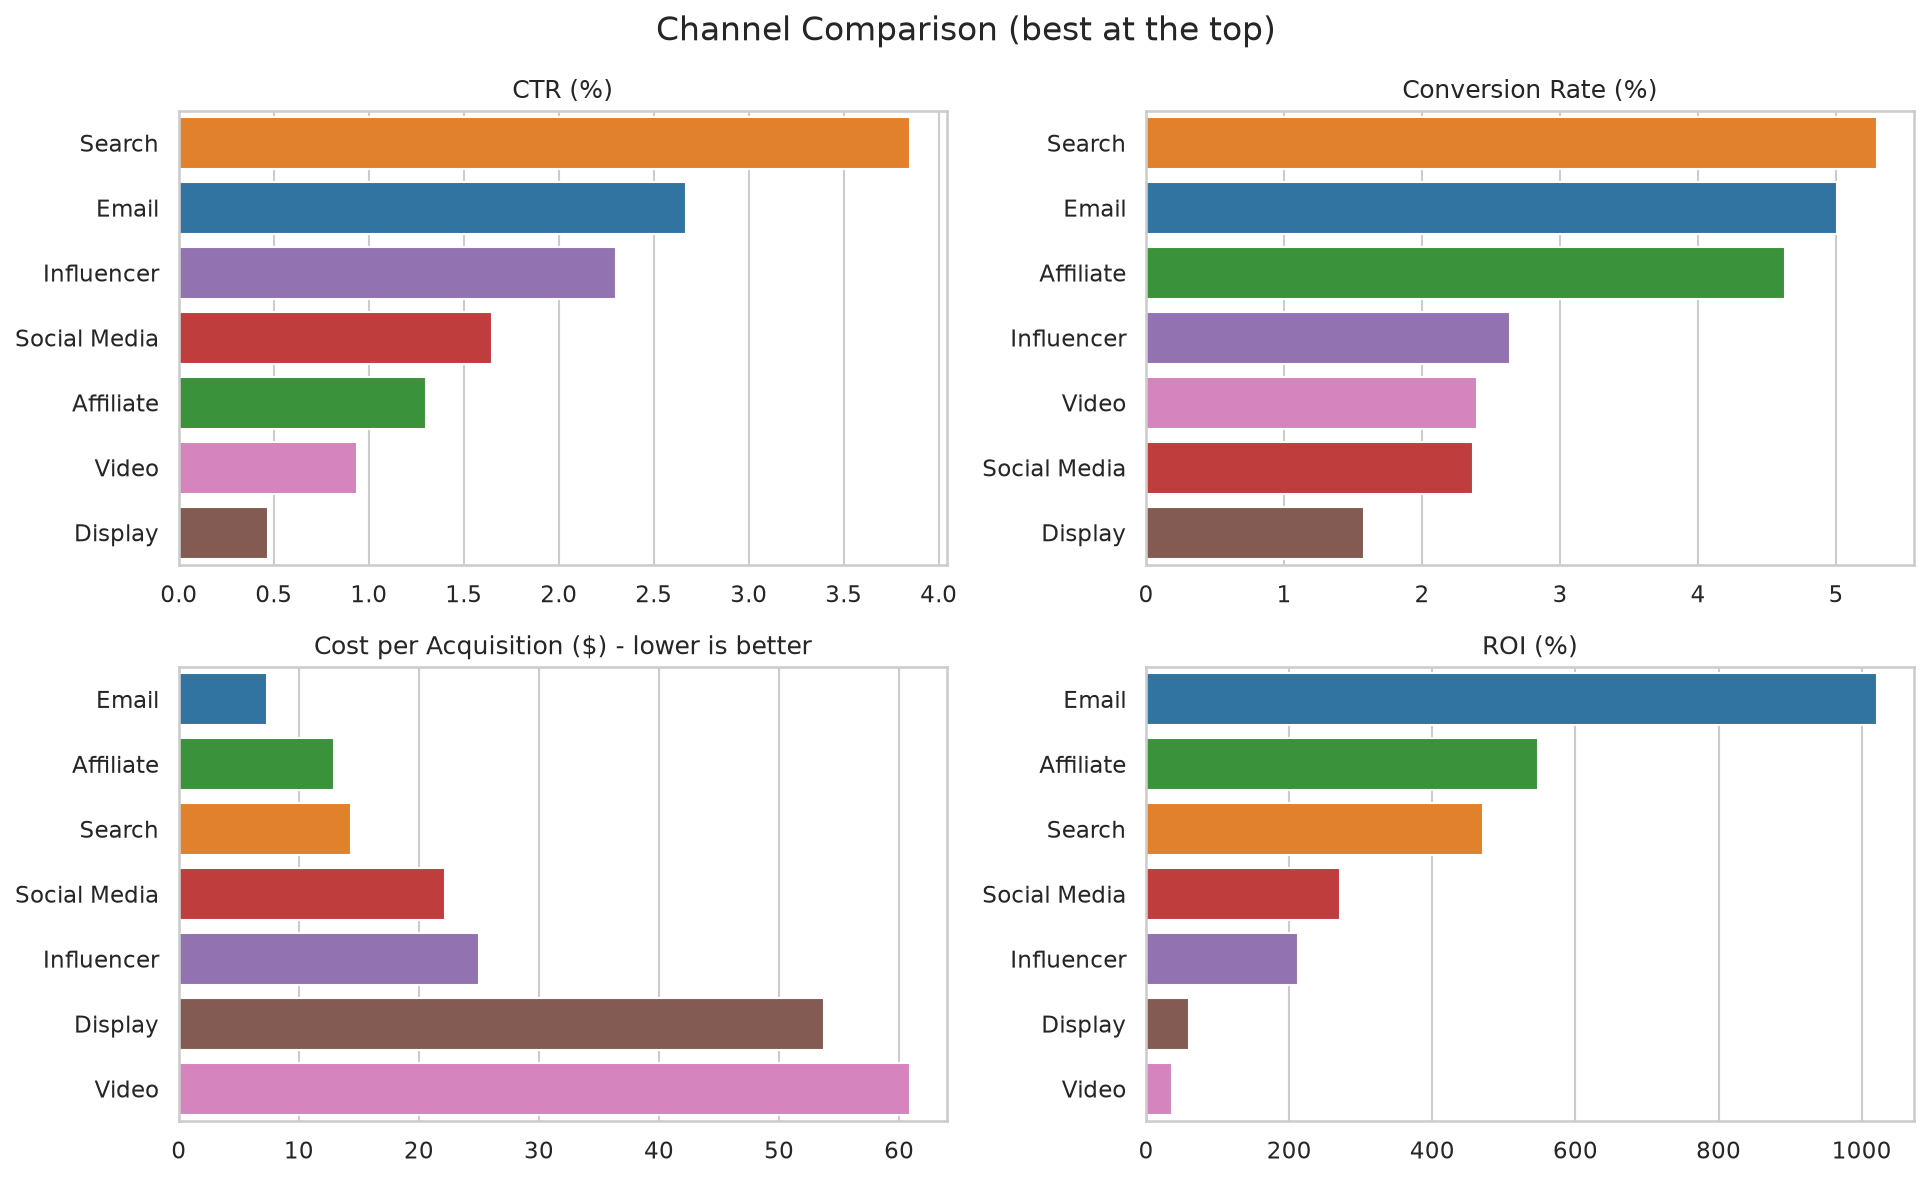 Channel Comparison (best at the top)
CTR (%)
Search
Email
Influencer
Social Media
Affiliate
Video
Display
0.0 0.5 1.0 1.5 2.0 2.5 3.0 3.5 4.0
Conversion Rate (%)
Search
Email
Affiliate
Influencer
Video
Social Media
Display
0 1 2 3 4 5
Cost per Acquisition ($) - lower is better
Email
Affiliate
Search
Social Media
Influencer
Display
Video
0 10 20 30 40 50 60
ROI (%)
Email
Affiliate
Search
Social Media
Influencer
Display
Video
0 200 400 600 800 1000